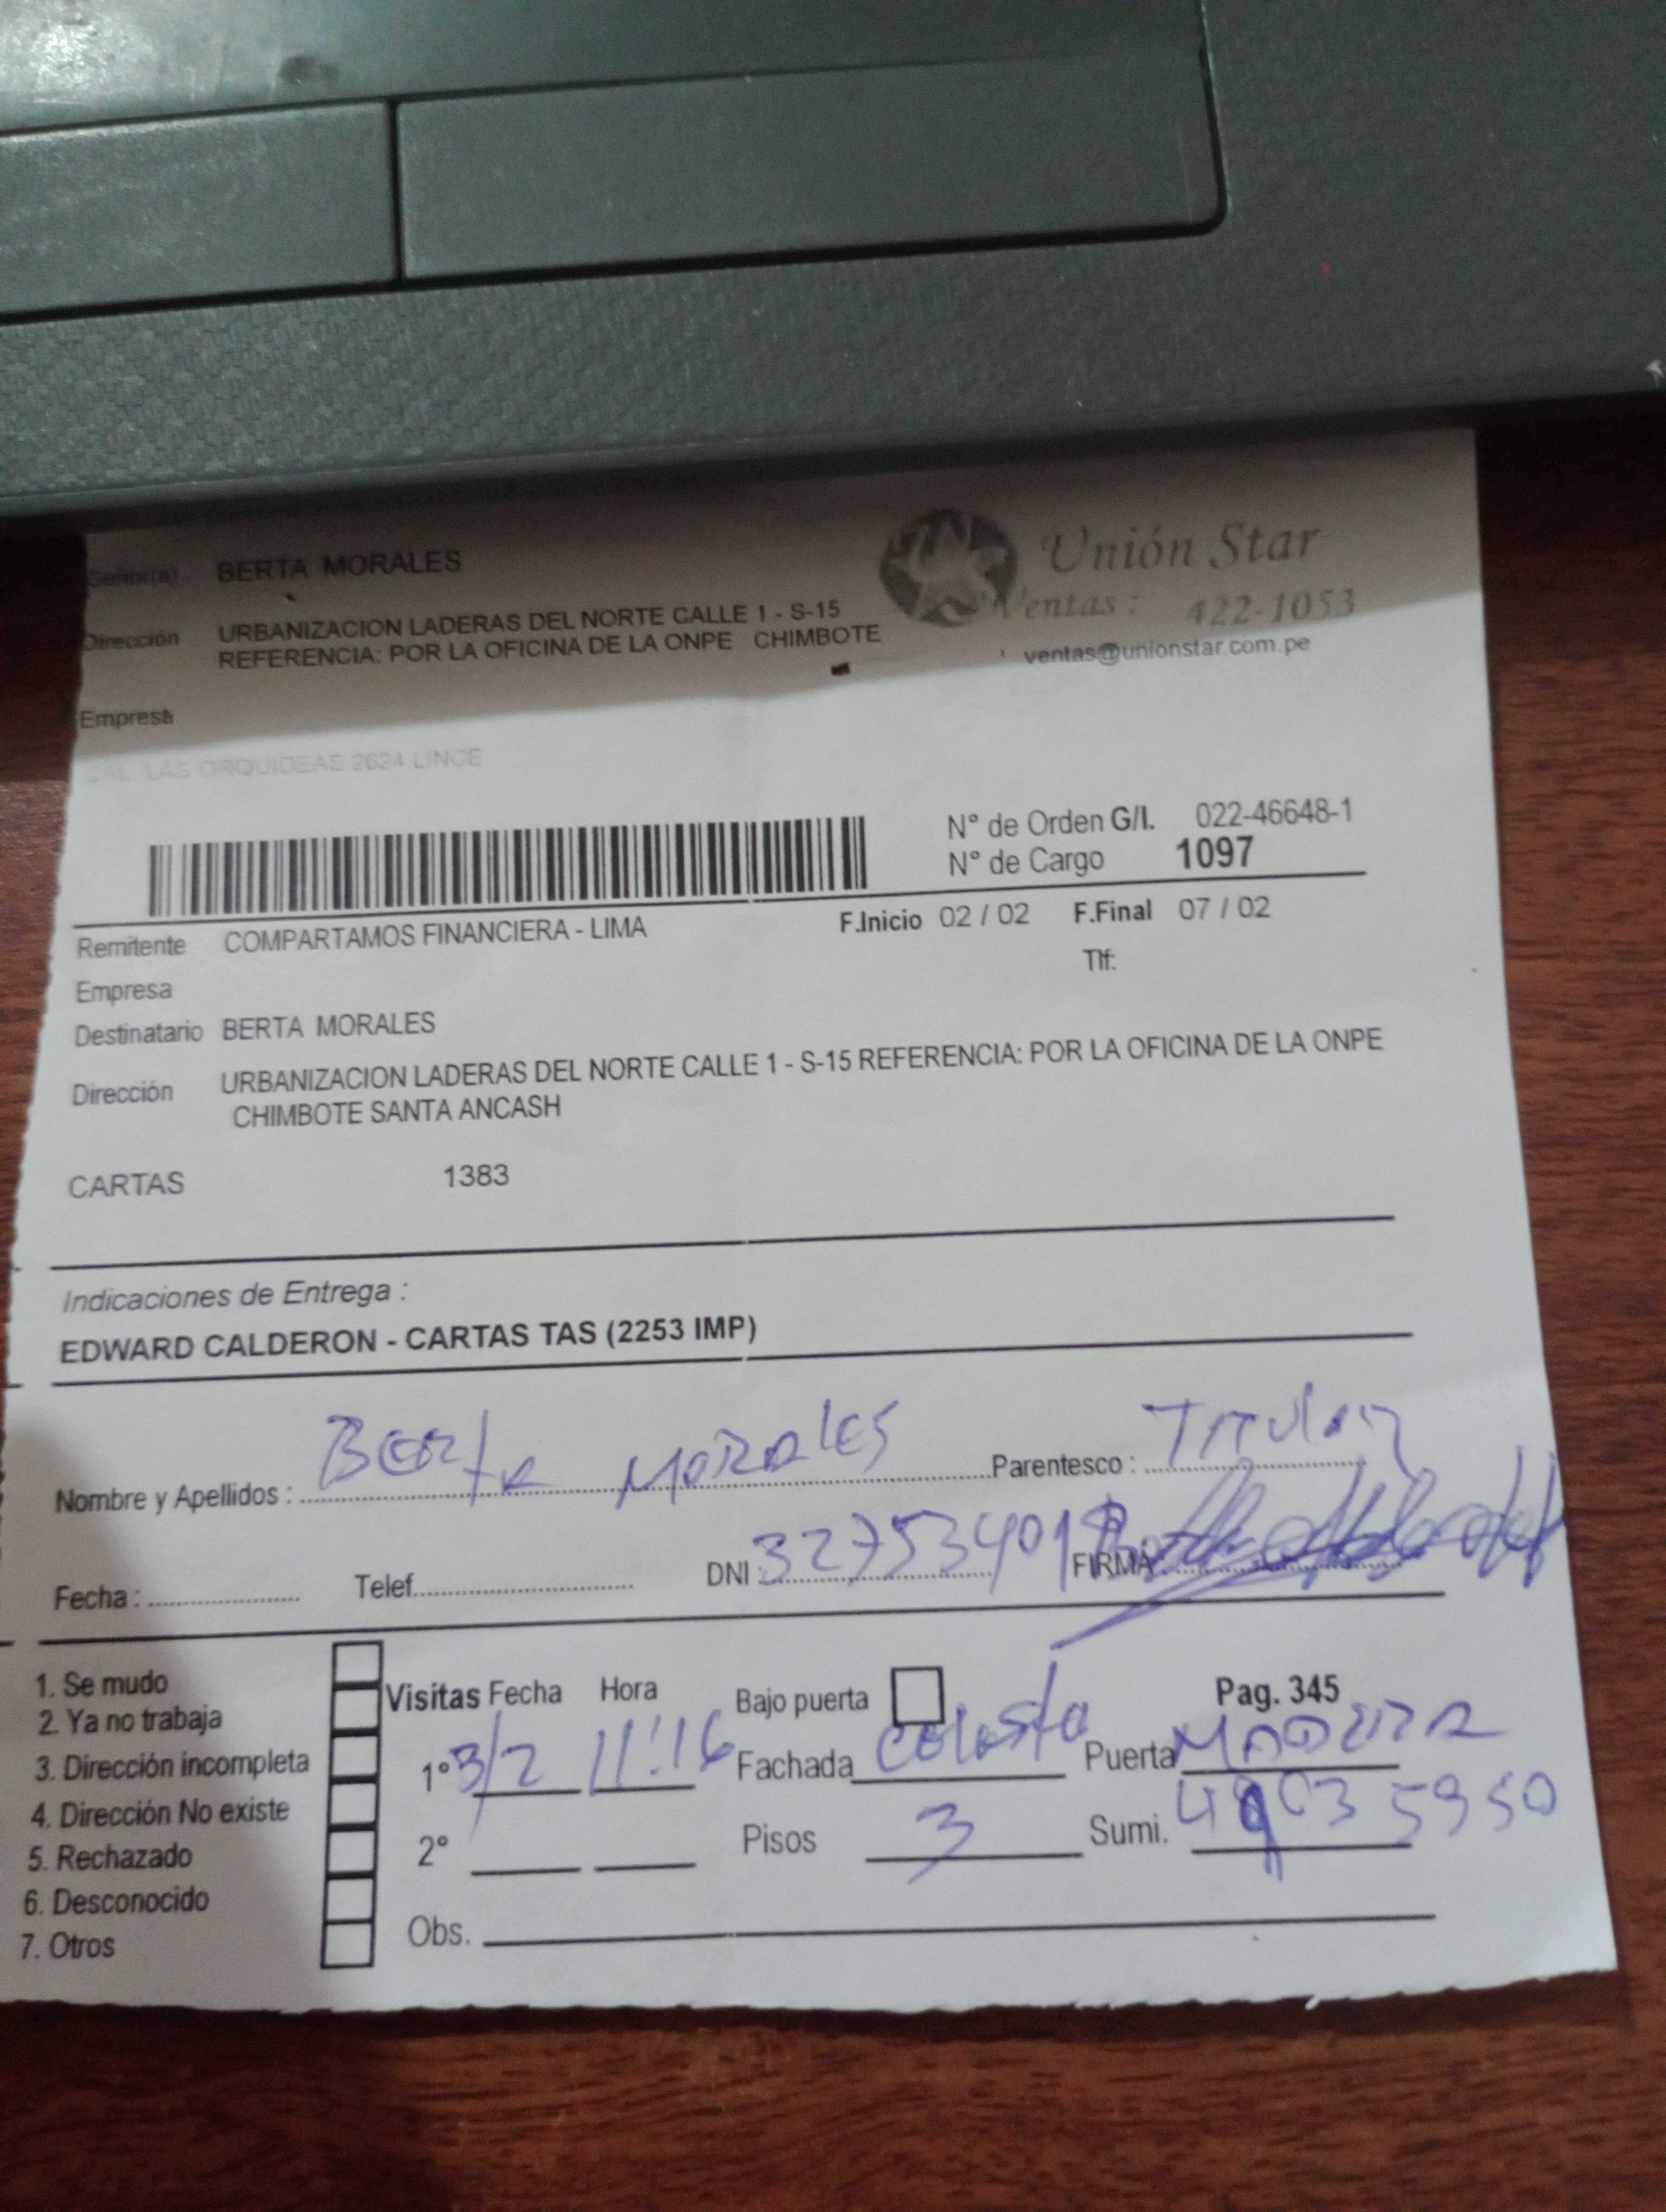 Señor(a) BERTA MORALES
Unión Star
Ventas : 422-1053
ventas@unionstar.com.pe
Dirección URBANIZACION LADERAS DEL NORTE CALLE 1 - S-15
REFERENCIA: POR LA OFICINA DE LA ONPE CHIMBOTE
Empresa
CAL LAS ORQUIDEAS 2624 LINCE
N° de Orden G/I. 022-46648-1
N° de Cargo 1097
Remitente COMPARTAMOS FINANCIERA - LIMA F.Inicio 02 / 02 F.Final 07 / 02
Empresa Tlf:
Destinatario BERTA MORALES
Dirección URBANIZACION LADERAS DEL NORTE CALLE 1 - S-15 REFERENCIA: POR LA OFICINA DE LA ONPE
CHIMBOTE SANTA ANCASH
CARTAS 1383
Indicaciones de Entrega :
EDWARD CALDERON - CARTAS TAS (2253 IMP)
Nombre y Apellidos : Berta MORALES Parentesco : Titular
Fecha : Telef. DNI : 32753401 FIRMA :
1. Se mudo
2. Ya no trabaja
3. Dirección incompleta
4. Dirección No existe
5. Rechazado
6. Desconocido
7. Otros
Visitas Fecha Hora Bajo puerta Pag. 345
1° 3/2 11:16 Fachada Celeste Puerta MADERA
2° Pisos 3 Sumi.
Obs.